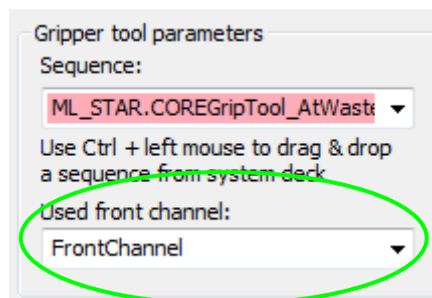 Gripper tool parameters
Sequence:
ML_STAR.COREGripTool_AtWaste
Use Ctrl + left mouse to drag & drop
a sequence from system deck
Used front channel:
FrontChannel